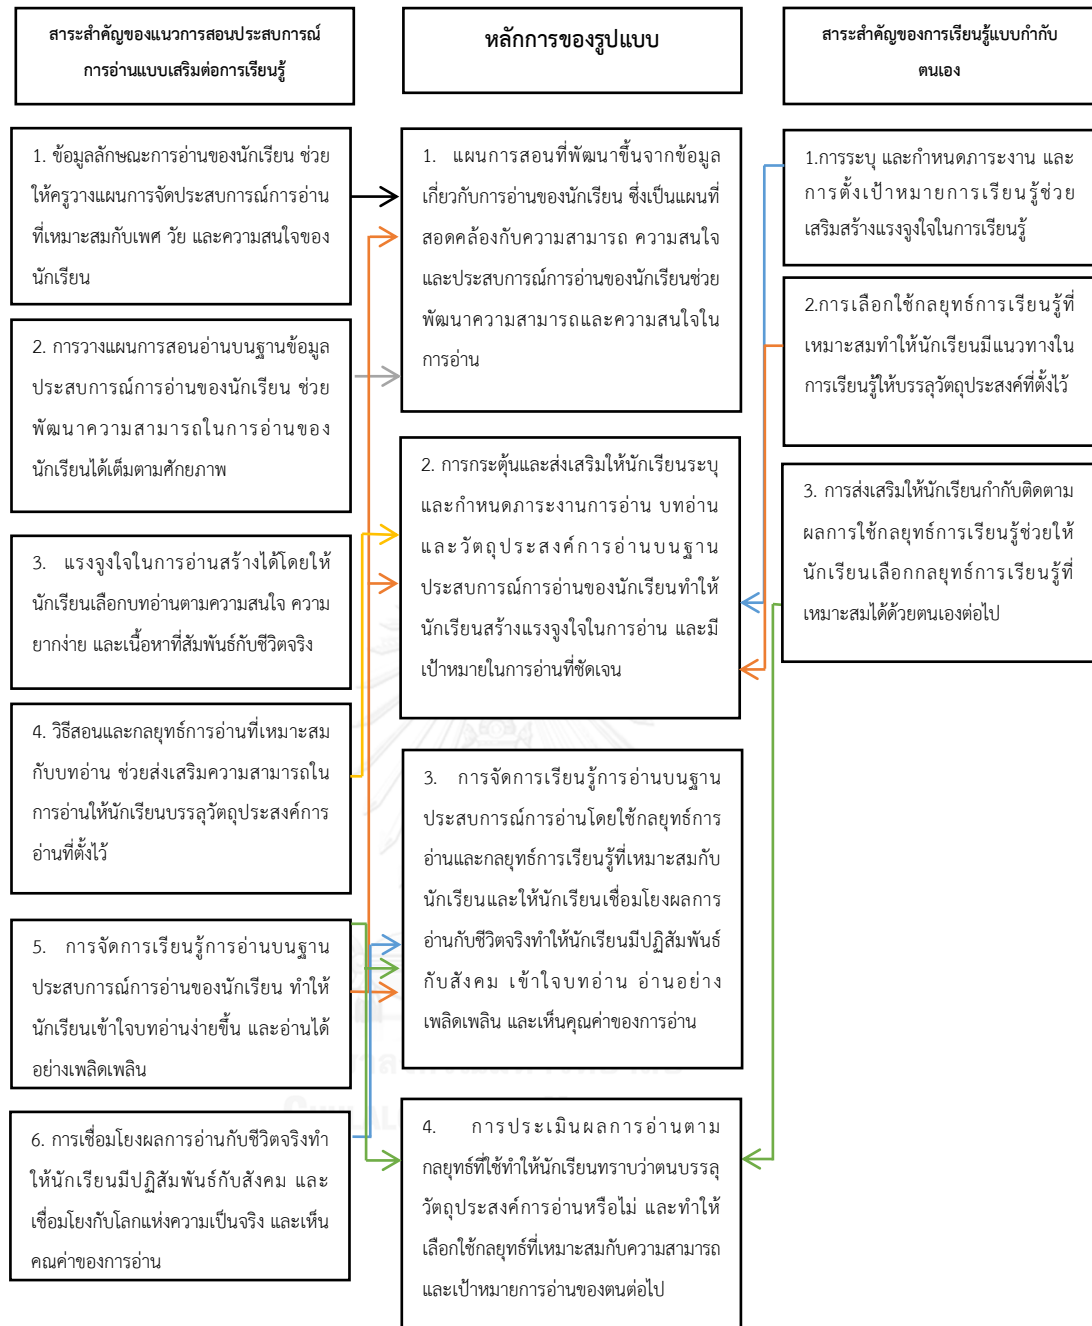 สาระสำคัญของแนวการสอนประสบการณ์
การอ่านแบบเสริมต่อการเรียนรู้
หลักการของรูปแบบ
สาระสำคัญของการเรียนรู้แบบกำกับ
ตนเอง
1. ข้อมูลลักษณะการอ่านของนักเรียน ช่วย
ให้ครูวางแผนการจัดประสบการณ์การอ่าน
ที่เหมาะสมกับเพศ วัย และความสนใจของ
นักเรียน
2. การวางแผนการสอนอ่านบนฐานข้อมูล
ประสบการณ์การอ่านของนักเรียน ช่วย
พัฒนาความสามารถในการอ่านของ
นักเรียนได้เต็มตามศักยภาพ
3. แรงจูงใจในการอ่านสร้างได้โดยให้
นักเรียนเลือกบทอ่านตามความสนใจ ความ
ยากง่าย และเนื้อหาที่สัมพันธ์กับชีวิตจริง
4. วิธีสอนและกลยุทธ์การอ่านที่เหมาะสม
กับบทอ่าน ช่วยส่งเสริมความสามารถใน
การอ่านให้นักเรียนบรรลุวัตถุประสงค์การ
อ่านที่ตั้งไว้
5. การจัดการเรียนรู้การอ่านบนฐาน
ประสบการณ์การอ่านของนักเรียน ทำให้
นักเรียนเข้าใจบทอ่านง่ายขึ้น และอ่านได้
อย่างเพลิดเพลิน
6. การเชื่อมโยงผลการอ่านกับชีวิตจริงทำ
ให้นักเรียนมีปฏิสัมพันธ์กับสังคม และ
เชื่อมโยงกับโลกแห่งความเป็นจริง และเห็น
คุณค่าของการอ่าน
1. แผนการสอนที่พัฒนาขึ้นจากข้อมูล
เกี่ยวกับการอ่านของนักเรียน ซึ่งเป็นแผนที่
สอดคล้องกับความสามารถ ความสนใจ
และประสบการณ์การอ่านของนักเรียนช่วย
พัฒนาความสามารถและความสนใจใน
การอ่าน
2. การกระตุ้นและส่งเสริมให้นักเรียนระบุ
และกำหนดภาระงานการอ่าน บทอ่าน
และวัตถุประสงค์การอ่านบนฐาน
ประสบการณ์การอ่านของนักเรียนทำให้
นักเรียนสร้างแรงจูงใจในการอ่าน และมี
เป้าหมายในการอ่านที่ชัดเจน
3. การจัดการเรียนรู้การอ่านบนฐาน
ประสบการณ์การอ่านโดยใช้กลยุทธ์การ
อ่านและกลยุทธ์การเรียนรู้ที่เหมาะสมกับ
นักเรียนและให้นักเรียนเชื่อมโยงผลการ
อ่านกับชีวิตจริงทำให้นักเรียนมีปฏิสัมพันธ์
กับสังคม เข้าใจบทอ่าน อ่านอย่าง
เพลิดเพลิน และเห็นคุณค่าของการอ่าน
4. การประเมินผลการอ่านตาม
กลยุทธ์ที่ใช้ทำให้นักเรียนทราบว่าตนบรรลุ
วัตถุประสงค์การอ่านหรือไม่ และทำให้
เลือกใช้กลยุทธ์ที่เหมาะสมกับความสามารถ
และเป้าหมายการอ่านของตนต่อไป
1.การระบุ และกำหนดภาระงาน และ
การตั้งเป้าหมายการเรียนรู้ช่วย
เสริมสร้างแรงจูงใจในการเรียนรู้
2.การเลือกใช้กลยุทธ์การเรียนรู้ที่
เหมาะสมทำให้นักเรียนมีแนวทางใน
การเรียนรู้ให้บรรลุวัตถุประสงค์ที่ตั้งไว้
3. การส่งเสริมให้นักเรียนกำกับติดตาม
ผลการใช้กลยุทธ์การเรียนรู้ช่วยให้
นักเรียนเลือกกลยุทธ์การเรียนรู้ที่
เหมาะสมได้ด้วยตนเองต่อไป